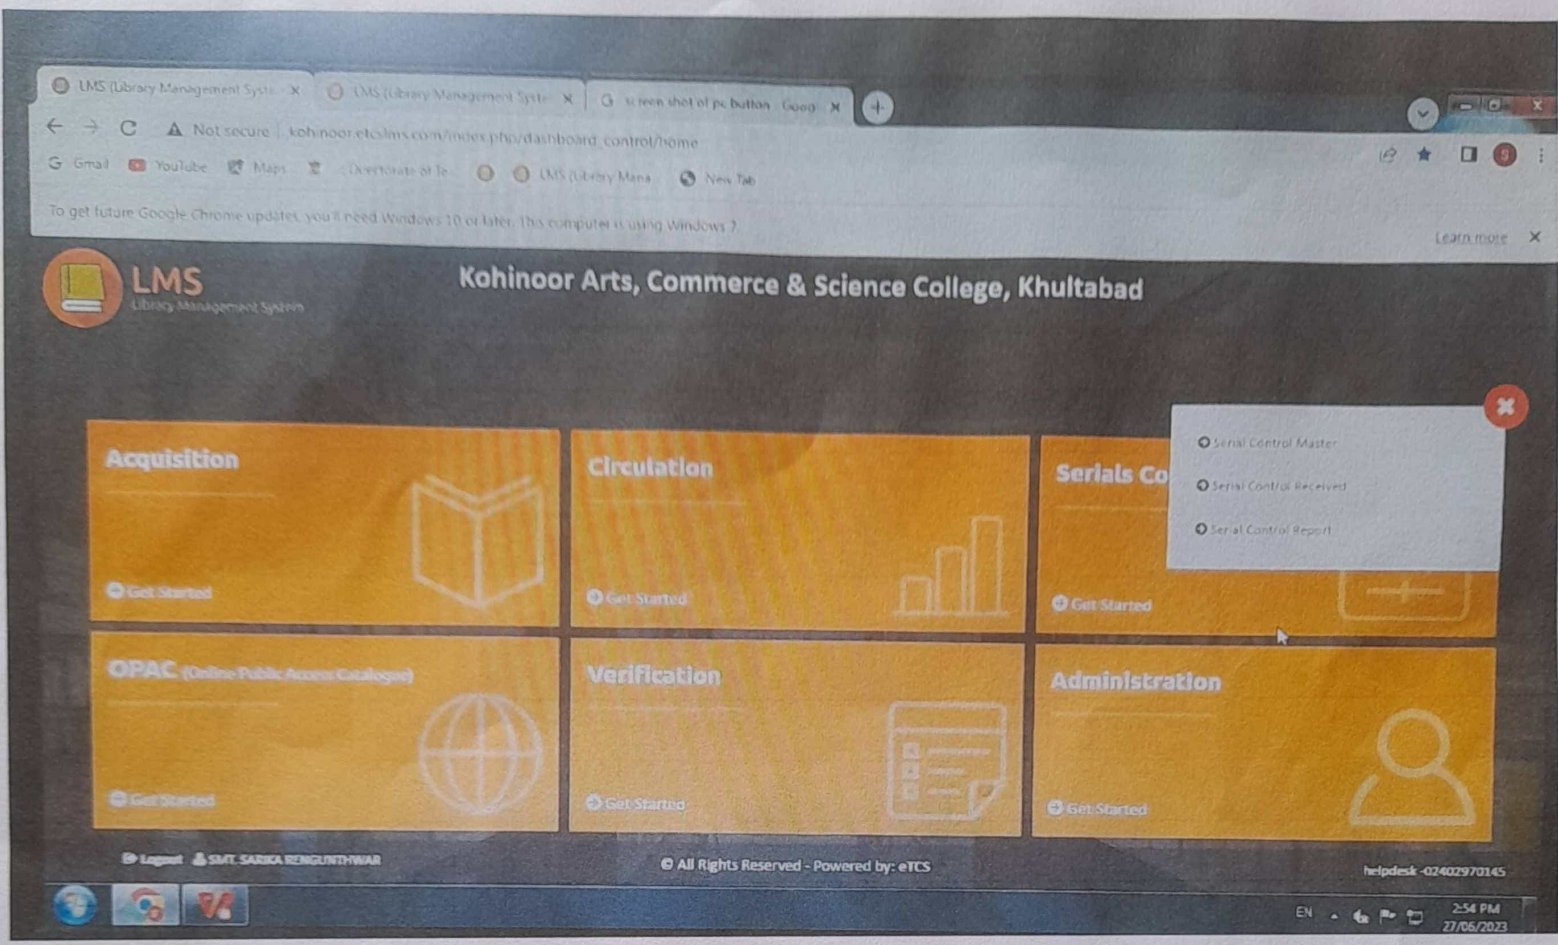 LMS (Library Management Syste
LMS (Library Management Syste
screen shot of pc button - Goog
Not secure
kohinoor.etcslms.com/index.php/dashboard_control/home
Gmail
YouTube
Maps
Directorate of Te
LMS (Library Mana
New Tab
To get future Google Chrome updates, you'll need Windows 10 or later. This computer is using Windows 7
Learn more
LMS
Library Management System
Kohinoor Arts, Commerce & Science College, Khultabad
Acquisition
Get Started
Circulation
Get Started
Serials Co
Get Started
Serial Control Master
Serial Control Received
Serial Control Report
OPAC (Online Public Access Catalogue)
Get Started
Verification
Get Started
Administration
Get Started
Logout SMT. SARIKA RENGUNTHWAR
© All Rights Reserved - Powered by: eTCS
helpdesk -02402970145
EN
2:54 PM
27/06/2023